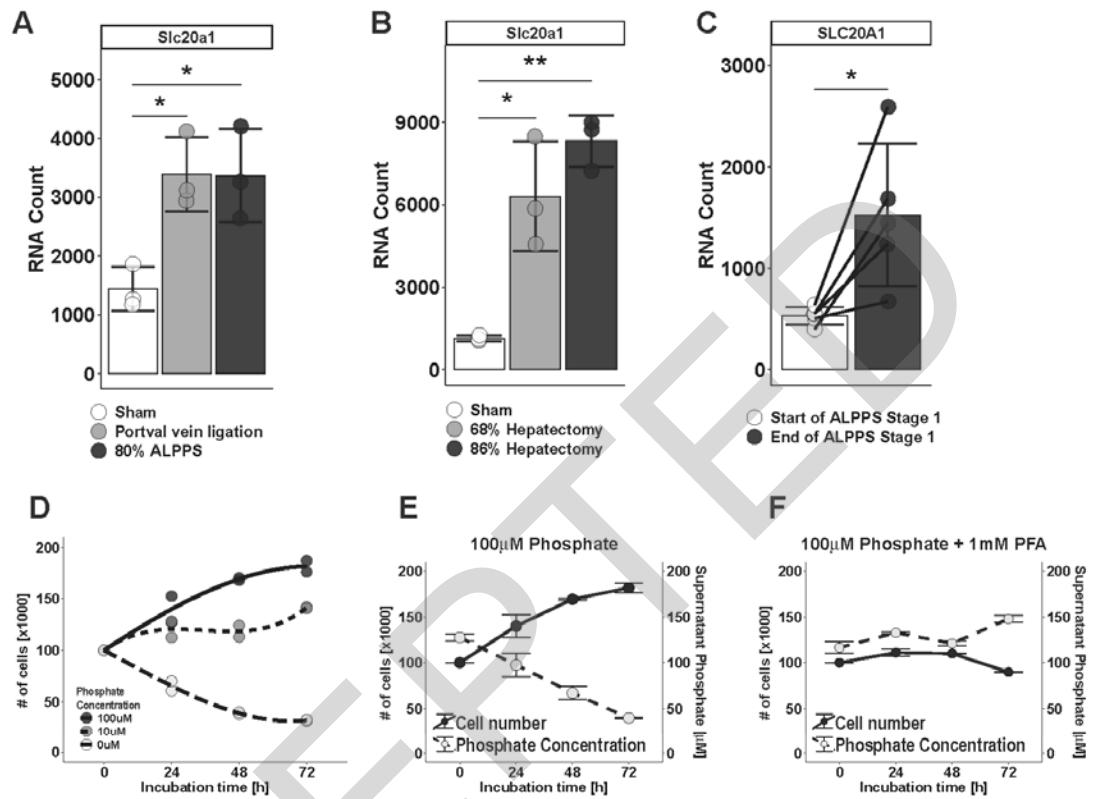 A
Slc20a1
5000
4000
3000
2000
1000
0
RNA Count
*
*
Sham
Portval vein ligation
80% ALPPS
B
Slc20a1
9000
6000
3000
0
RNA Count
**
*
Sham
68% Hepatectomy
86% Hepatectomy
C
SLC20A1
3000
2000
1000
0
RNA Count
*
Start of ALPPS Stage 1
End of ALPPS Stage 1
D
200
150
100
50
0
# of cells [x1000]
Phosphate
Concentration
100uM
10uM
0uM
0 24 48 72
Incubation time [h]
E
100µM Phosphate
200
150
100
50
0
# of cells [x1000]
200
150
100
50
0
Supernatant Phosphate [µM]
Cell number
Phosphate Concentration
0 24 48 72
Incubation time [h]
F
100µM Phosphate + 1mM PFA
200
150
100
50
0
# of cells [x1000]
200
150
100
50
0
Supernatant Phosphate [µM]
Cell number
Phosphate Concentration
0 24 48 72
Incubation time [h]
ERTED